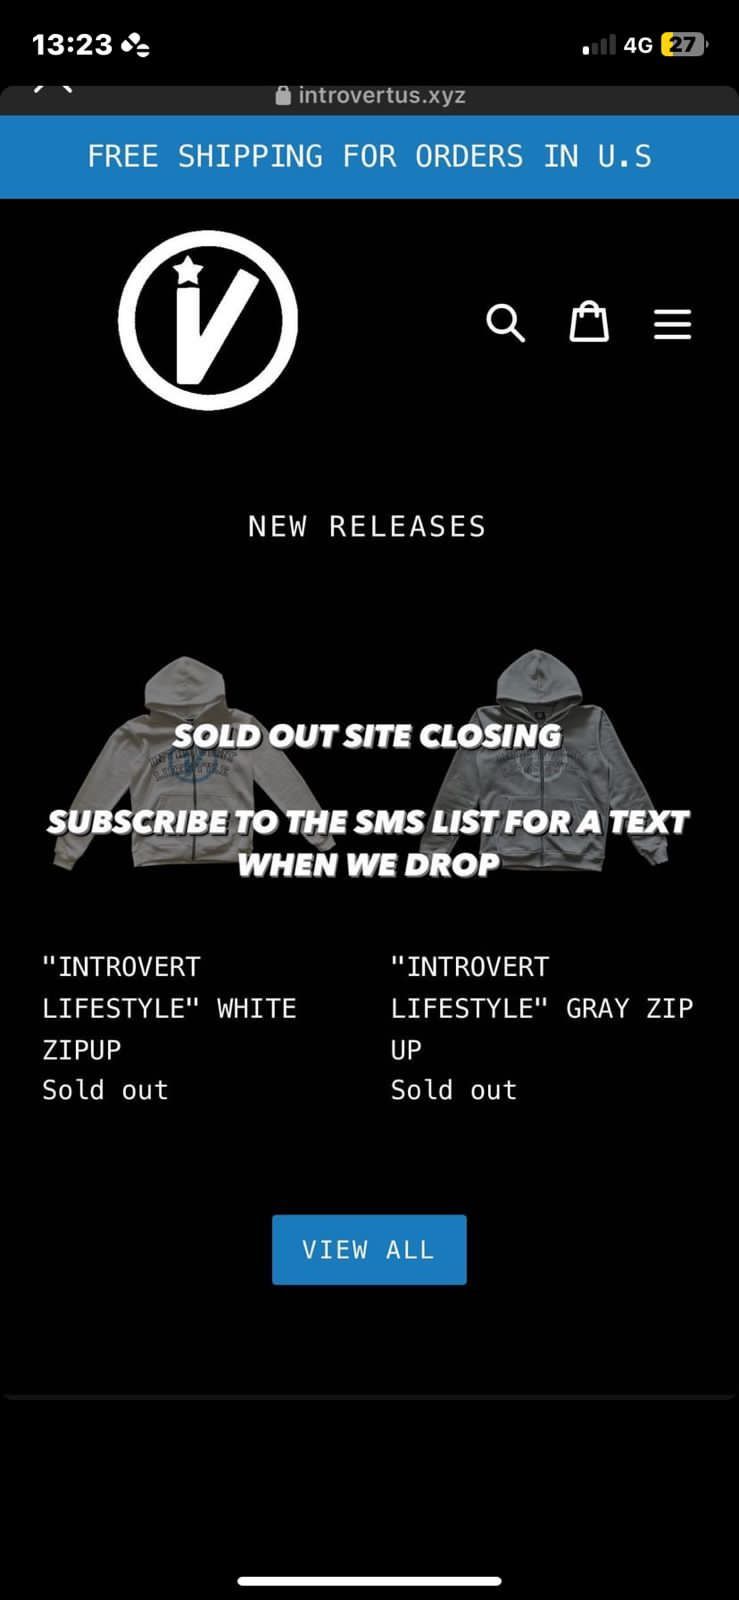 13:23
4G 27
introvertus.xyz
FREE SHIPPING FOR ORDERS IN U.S
NEW RELEASES
SOLD OUT SITE CLOSING
SUBSCRIBE TO THE SMS LIST FOR A TEXT
WHEN WE DROP
"INTROVERT
LIFESTYLE" WHITE
ZIPUP
Sold out
"INTROVERT
LIFESTYLE" GRAY ZIP
UP
Sold out
VIEW ALL